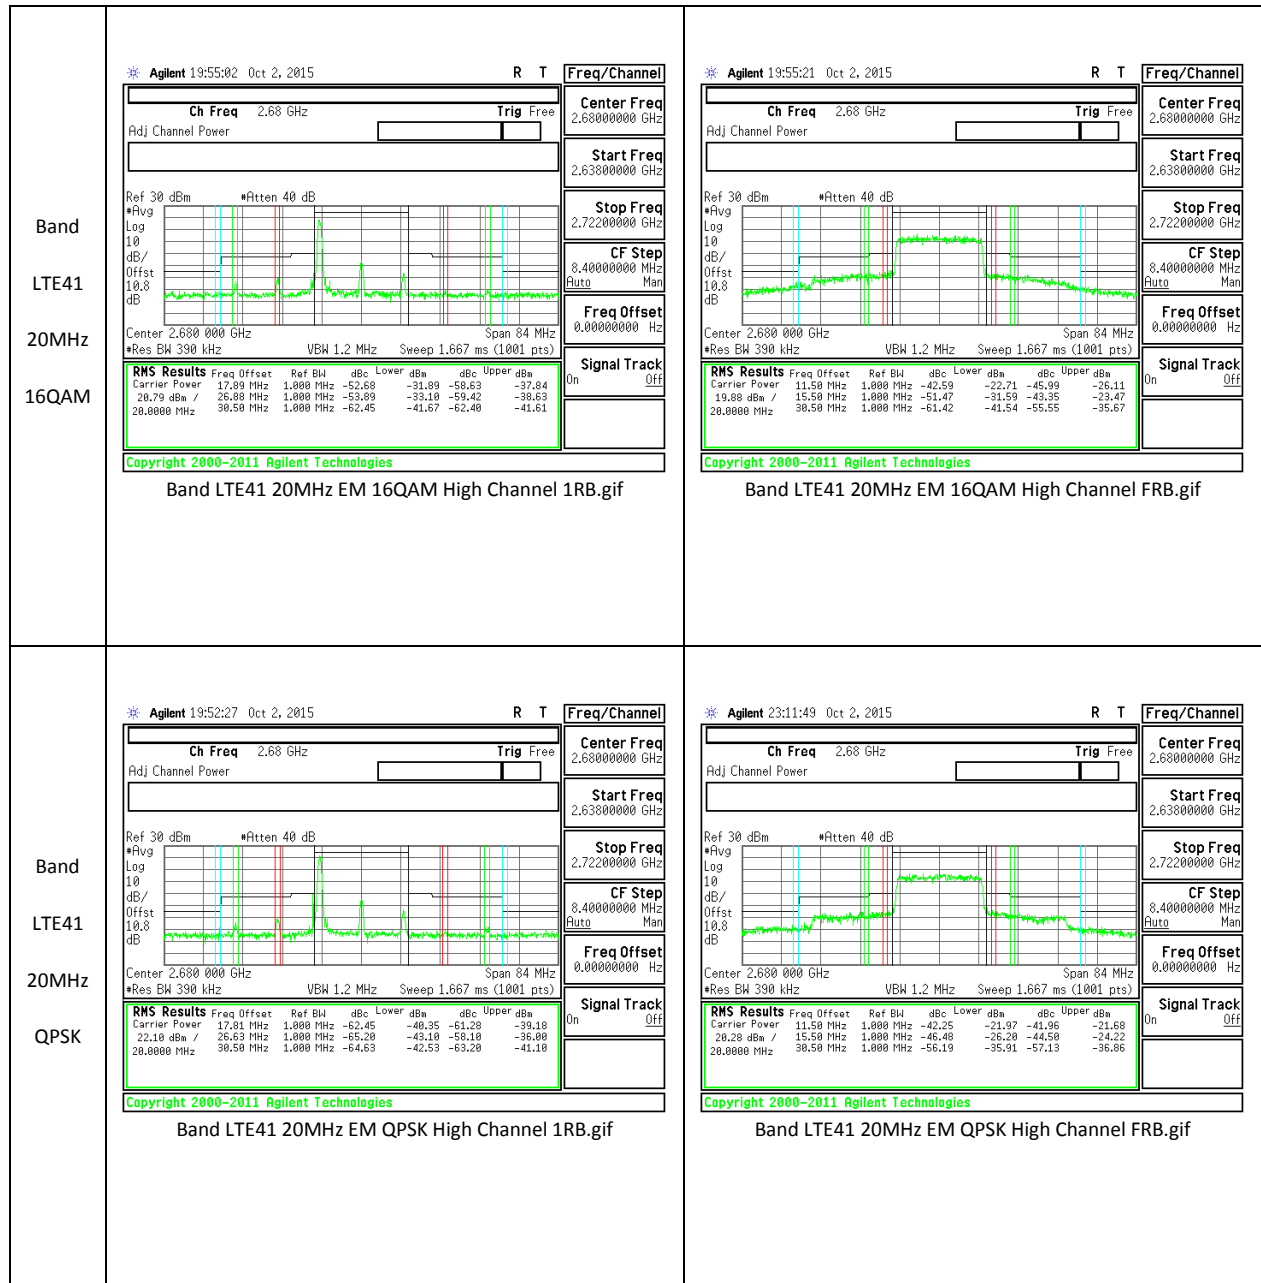 Band
LTE41
20MHz
16QAM
Agilent 19:55:02 Oct 2, 2015 R T
Freq/Channel
Ch Freq 2.68 GHz Trig Free
Adj Channel Power
Center Freq
2.68000000 GHz
Start Freq
2.63800000 GHz
Stop Freq
2.72200000 GHz
CF Step
8.40000000 MHz
Auto Man
Freq Offset
0.00000000 Hz
Signal Track
On Off
Ref 30 dBm #Atten 40 dB
#Avg
Log
10
dB/
Offst
10.8
dB
Center 2.680 000 GHz Span 84 MHz
#Res BW 390 kHz VBW 1.2 MHz Sweep 1.667 ms (1001 pts)
RMS Results Freq Offset Ref BW dBc Lower dBm dBc Upper dBm
Carrier Power 17.89 MHz 1.000 MHz -52.68 -31.89 -58.63 -37.84
20.79 dBm / 26.88 MHz 1.000 MHz -53.89 -33.10 -59.42 -38.63
20.0000 MHz 30.50 MHz 1.000 MHz -62.45 -41.67 -62.40 -41.61
Copyright 2000-2011 Agilent Technologies
Band LTE41 20MHz EM 16QAM High Channel 1RB.gif
Agilent 19:55:21 Oct 2, 2015 R T
Freq/Channel
Ch Freq 2.68 GHz Trig Free
Adj Channel Power
Center Freq
2.68000000 GHz
Start Freq
2.63800000 GHz
Stop Freq
2.72200000 GHz
CF Step
8.40000000 MHz
Auto Man
Freq Offset
0.00000000 Hz
Signal Track
On Off
Ref 30 dBm #Atten 40 dB
#Avg
Log
10
dB/
Offst
10.8
dB
Center 2.680 000 GHz Span 84 MHz
#Res BW 390 kHz VBW 1.2 MHz Sweep 1.667 ms (1001 pts)
RMS Results Freq Offset Ref BW dBc Lower dBm dBc Upper dBm
Carrier Power 11.50 MHz 1.000 MHz -42.59 -22.71 -45.99 -26.11
19.88 dBm / 15.50 MHz 1.000 MHz -51.47 -31.59 -43.35 -23.47
20.0000 MHz 30.50 MHz 1.000 MHz -61.42 -41.54 -55.55 -35.67
Copyright 2000-2011 Agilent Technologies
Band LTE41 20MHz EM 16QAM High Channel FRB.gif
Band
LTE41
20MHz
QPSK
Agilent 19:52:27 Oct 2, 2015 R T
Freq/Channel
Ch Freq 2.68 GHz Trig Free
Adj Channel Power
Center Freq
2.68000000 GHz
Start Freq
2.63800000 GHz
Stop Freq
2.72200000 GHz
CF Step
8.40000000 MHz
Auto Man
Freq Offset
0.00000000 Hz
Signal Track
On Off
Ref 30 dBm #Atten 40 dB
#Avg
Log
10
dB/
Offst
10.8
dB
Center 2.680 000 GHz Span 84 MHz
#Res BW 390 kHz VBW 1.2 MHz Sweep 1.667 ms (1001 pts)
RMS Results Freq Offset Ref BW dBc Lower dBm dBc Upper dBm
Carrier Power 17.81 MHz 1.000 MHz -62.45 -40.35 -61.28 -39.18
22.10 dBm / 26.63 MHz 1.000 MHz -65.20 -43.10 -58.10 -36.00
20.0000 MHz 30.50 MHz 1.000 MHz -64.63 -42.53 -63.20 -41.10
Copyright 2000-2011 Agilent Technologies
Band LTE41 20MHz EM QPSK High Channel 1RB.gif
Agilent 23:11:49 Oct 2, 2015 R T
Freq/Channel
Ch Freq 2.68 GHz Trig Free
Adj Channel Power
Center Freq
2.68000000 GHz
Start Freq
2.63800000 GHz
Stop Freq
2.72200000 GHz
CF Step
8.40000000 MHz
Auto Man
Freq Offset
0.00000000 Hz
Signal Track
On Off
Ref 30 dBm #Atten 40 dB
#Avg
Log
10
dB/
Offst
10.8
dB
Center 2.680 000 GHz Span 84 MHz
#Res BW 390 kHz VBW 1.2 MHz Sweep 1.667 ms (1001 pts)
RMS Results Freq Offset Ref BW dBc Lower dBm dBc Upper dBm
Carrier Power 11.50 MHz 1.000 MHz -42.25 -21.97 -41.96 -21.68
20.28 dBm / 15.50 MHz 1.000 MHz -46.48 -26.20 -44.50 -24.22
20.0000 MHz 30.50 MHz 1.000 MHz -56.19 -35.91 -57.13 -36.86
Copyright 2000-2011 Agilent Technologies
Band LTE41 20MHz EM QPSK High Channel FRB.gif